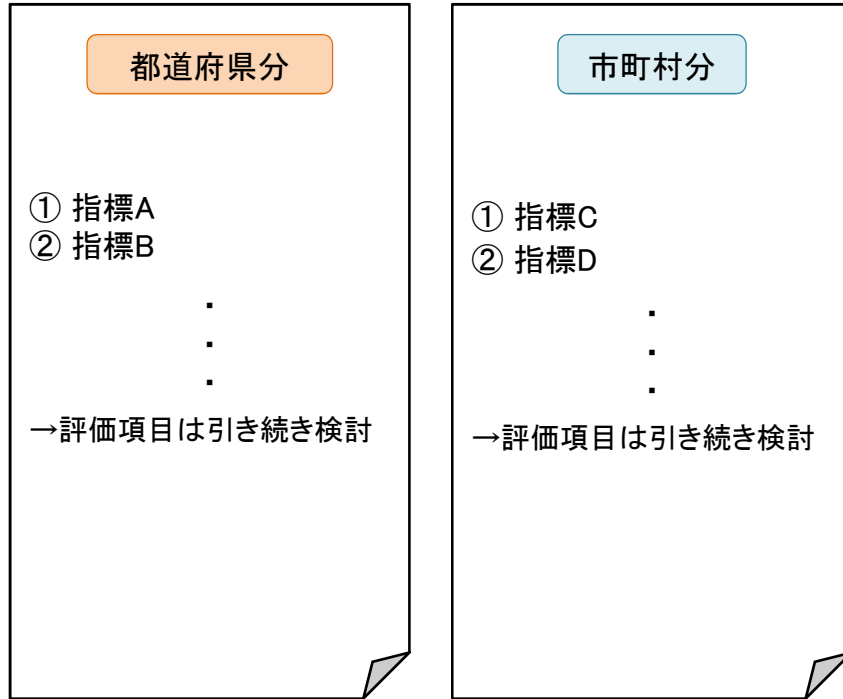 都道府県分
① 指標A
② 指標B
・
・
・
→評価項目は引き続き検討
市町村分
① 指標C
② 指標D
・
・
・
→評価項目は引き続き検討